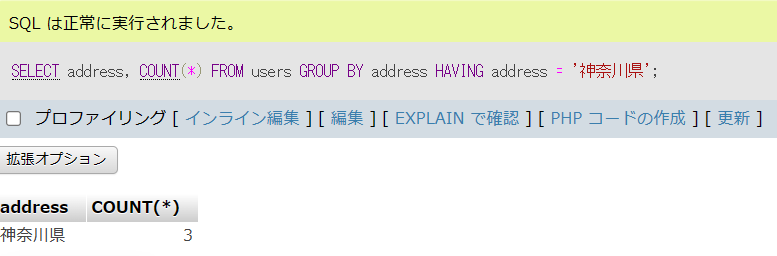 SQL は正常に実行されました。
SELECT address, COUNT(*) FROM users GROUP BY address HAVING address = '神奈川県';
プロファイリング [ インライン編集 ] [ 編集 ] [ EXPLAIN で確認 ] [ PHP コードの作成 ] [ 更新 ]
拡張オプション
address COUNT(*)
神奈川県 3